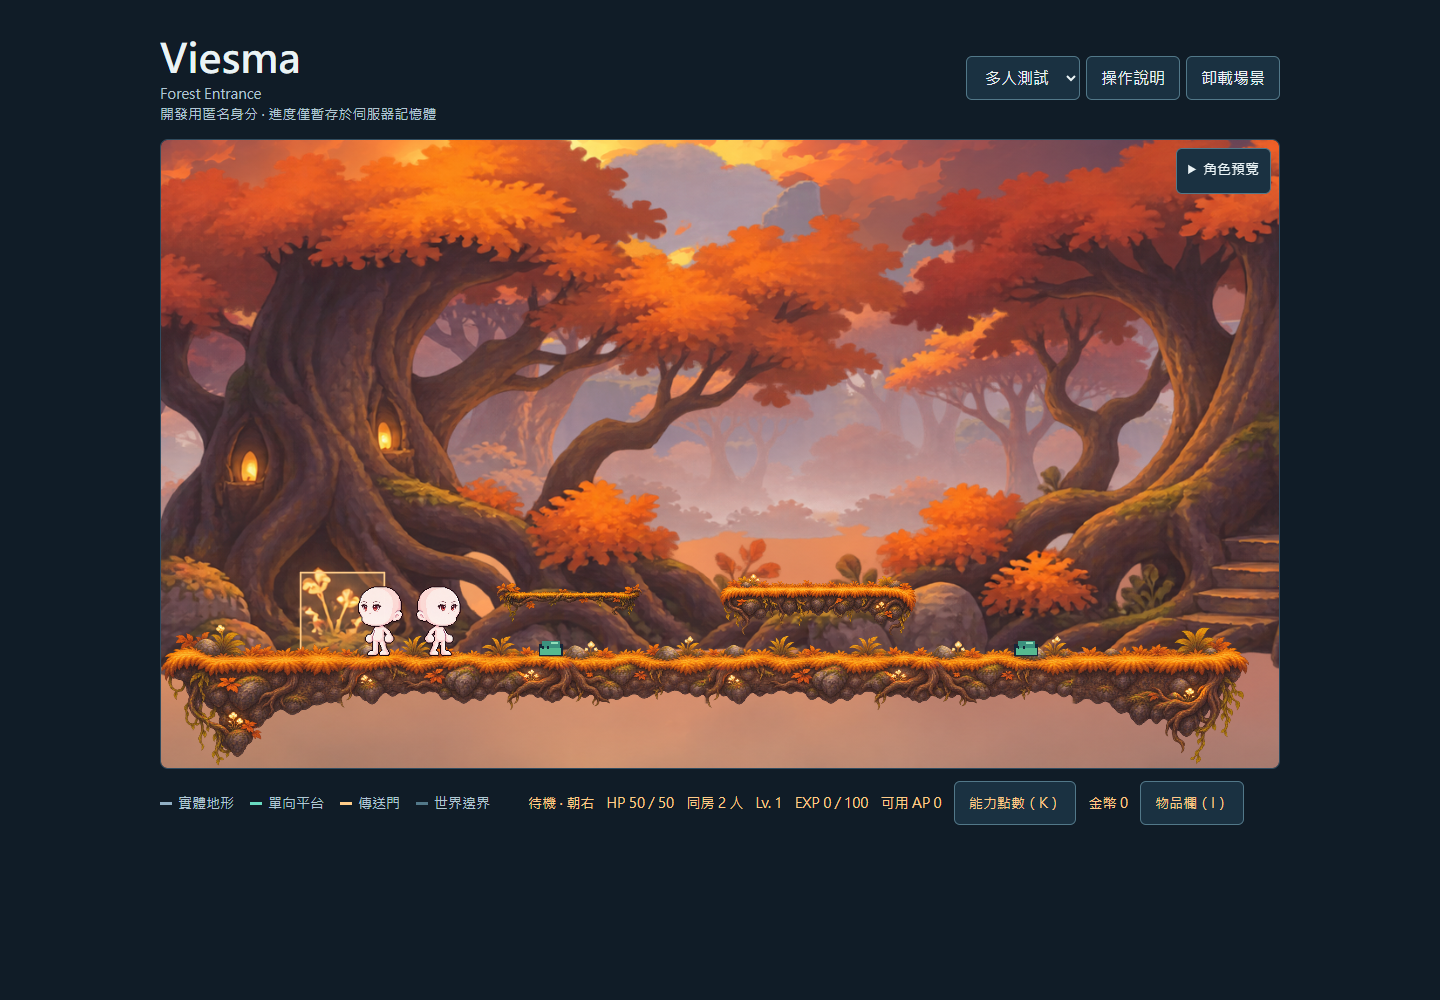 Viesma
Forest Entrance
開發用匿名身分 · 進度僅暫存於伺服器記憶體
多人測試
操作說明
卸載場景
▶ 角色預覽
實體地形
單向平台
傳送門
世界邊界
待機 · 朝右
HP 50 / 50
同房 2 人
Lv. 1
EXP 0 / 100
可用 AP 0
能力點數 ( K )
金幣 0
物品欄 ( I )